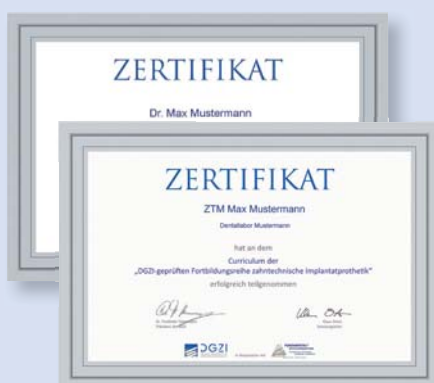 ZERTIFIKAT
Dr. Max Mustermann
ZERTIFIKAT
ZTM Max Mustermann
Dentallabor Mustermann
hat an dem
Curriculum der
„DGZI-geprüften Fortbildungsreihe zahntechnische Implantatprothetik“
erfolgreich teilgenommen
DGZI